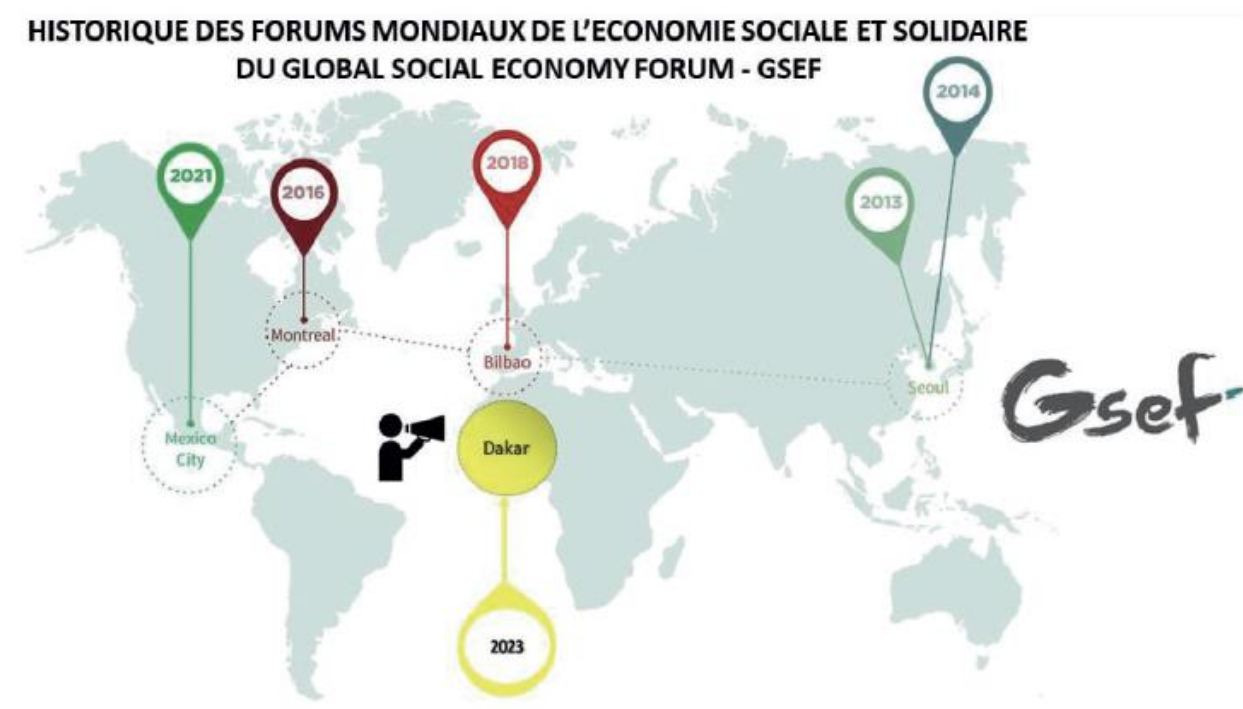 HISTORIQUE DES FORUMS MONDIAUX DE L'ECONOMIE SOCIALE ET SOLIDAIRE
DU GLOBAL SOCIAL ECONOMY FORUM - GSEF
2014
2018
2021
2016
2013
Montreal
Bilbao
Seoul
Gsef
Mexico
City
Dakar
2023